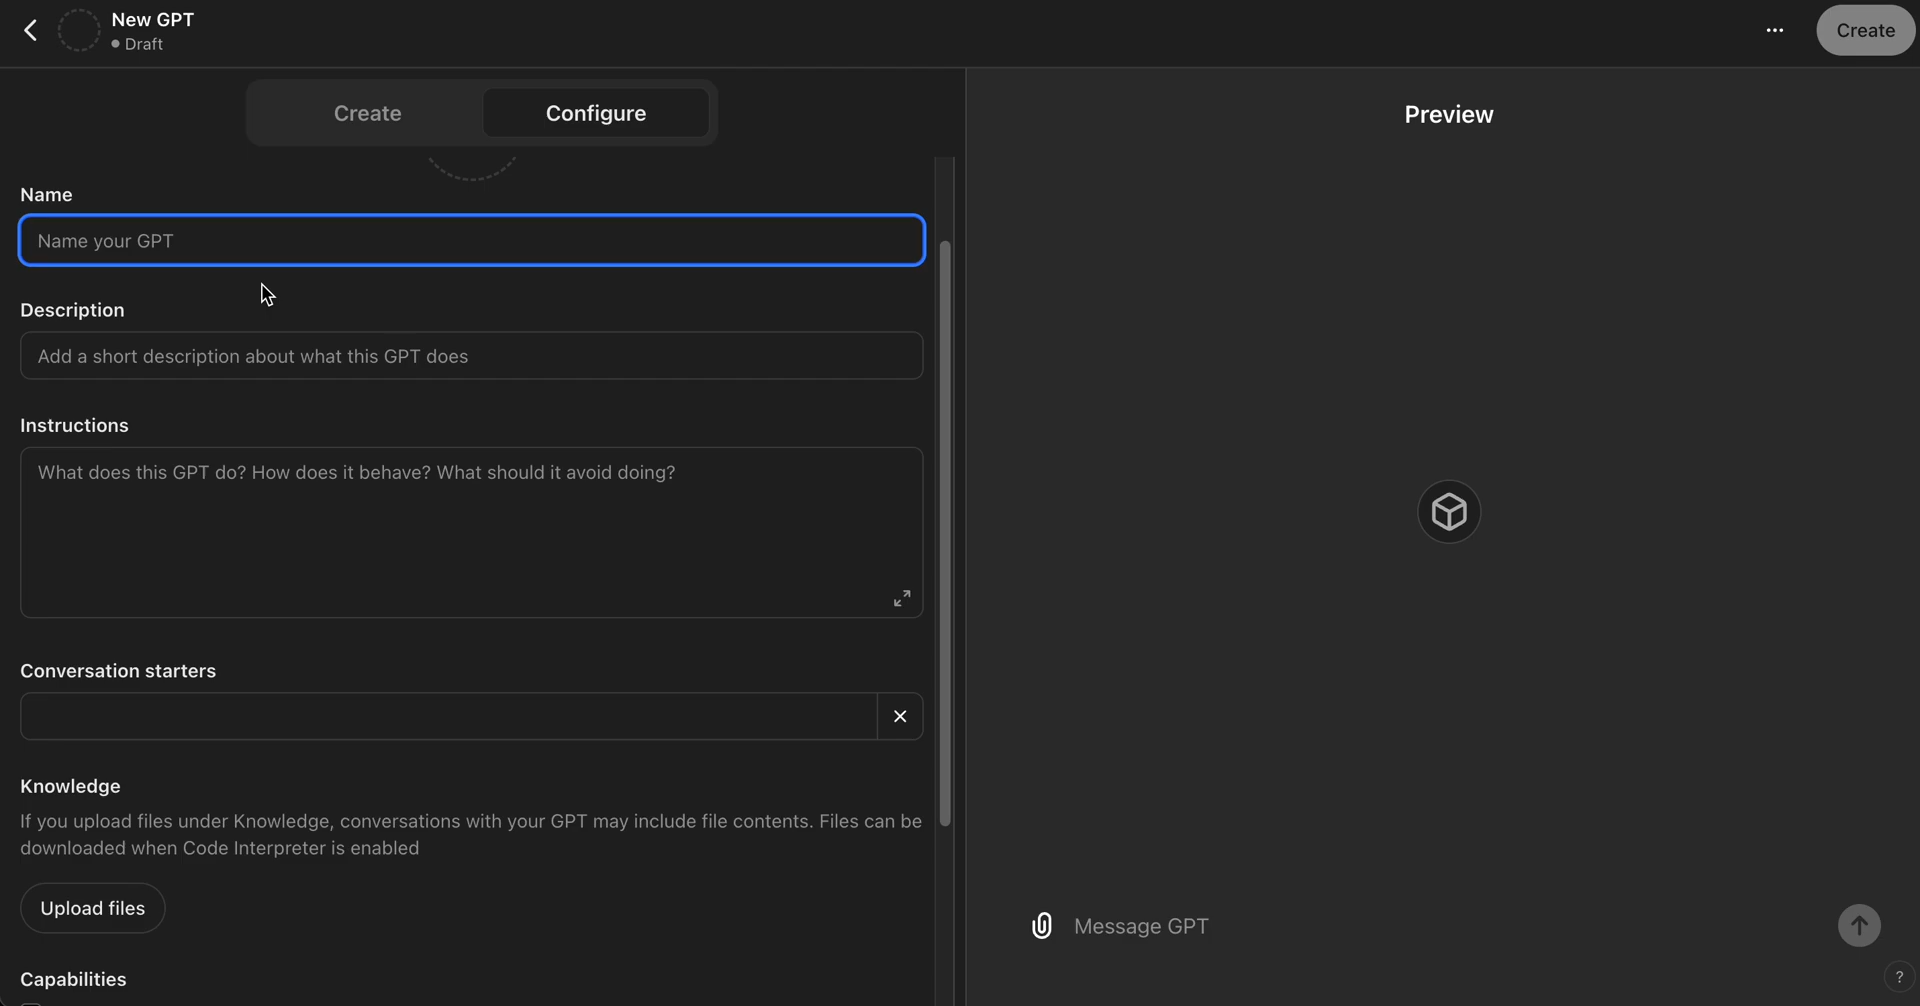 New GPT
Draft
Create
Create
Configure
Preview
Name
Name your GPT
Description
Add a short description about what this GPT does
Instructions
What does this GPT do? How does it behave? What should it avoid doing?
Conversation starters
Knowledge
If you upload files under Knowledge, conversations with your GPT may include file contents. Files can be
downloaded when Code Interpreter is enabled
Upload files
Capabilities
Message GPT
?